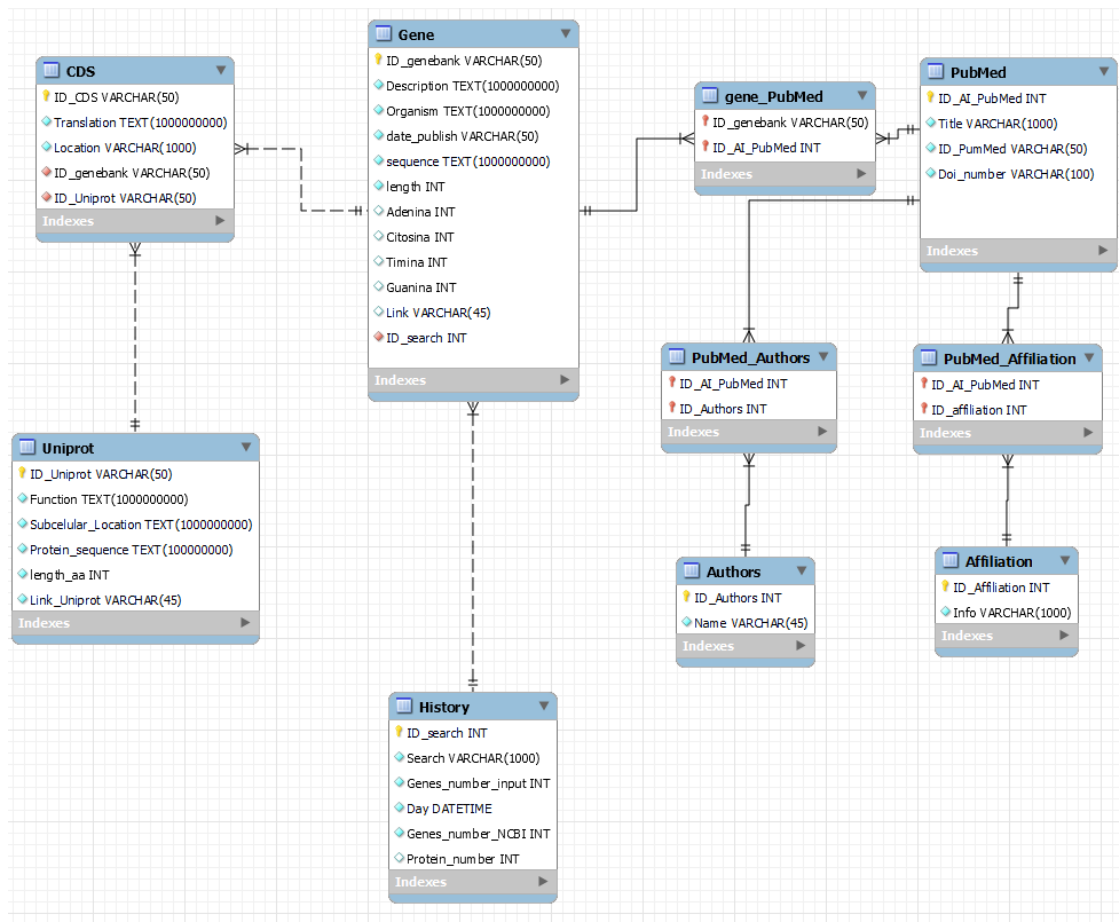 CDS
ID_CDS VARCHAR(50)
Translation TEXT(1000000000)
Location VARCHAR(1000)
ID_genebank VARCHAR(50)
ID_Uniprot VARCHAR(50)
Indexes
Gene
ID_genebank VARCHAR(50)
Description TEXT(1000000000)
Organism TEXT(1000000000)
date_publish VARCHAR(50)
sequence TEXT(1000000000)
length INT
Adenina INT
Citosina INT
Timina INT
Guanina INT
Link VARCHAR(45)
ID_search INT
Indexes
gene_PubMed
ID_genebank VARCHAR(50)
ID_AI_PubMed INT
Indexes
PubMed
ID_AI_PubMed INT
Title VARCHAR(1000)
ID_PumMed VARCHAR(50)
Doi_number VARCHAR(100)
Indexes
PubMed_Authors
ID_AI_PubMed INT
ID_Authors INT
Indexes
PubMed_Affiliation
ID_AI_PubMed INT
ID_affiliation INT
Indexes
Uniprot
ID_Uniprot VARCHAR(50)
Function TEXT(1000000000)
Subcelular_Location TEXT(1000000000)
Protein_sequence TEXT(100000000)
length_aa INT
Link_Uniprot VARCHAR(45)
Indexes
Authors
ID_Authors INT
Name VARCHAR(45)
Indexes
Affiliation
ID_Affiliation INT
Info VARCHAR(1000)
Indexes
History
ID_search INT
Search VARCHAR(1000)
Genes_number_input INT
Day DATETIME
Genes_number_NCBI INT
Protein_number INT
Indexes